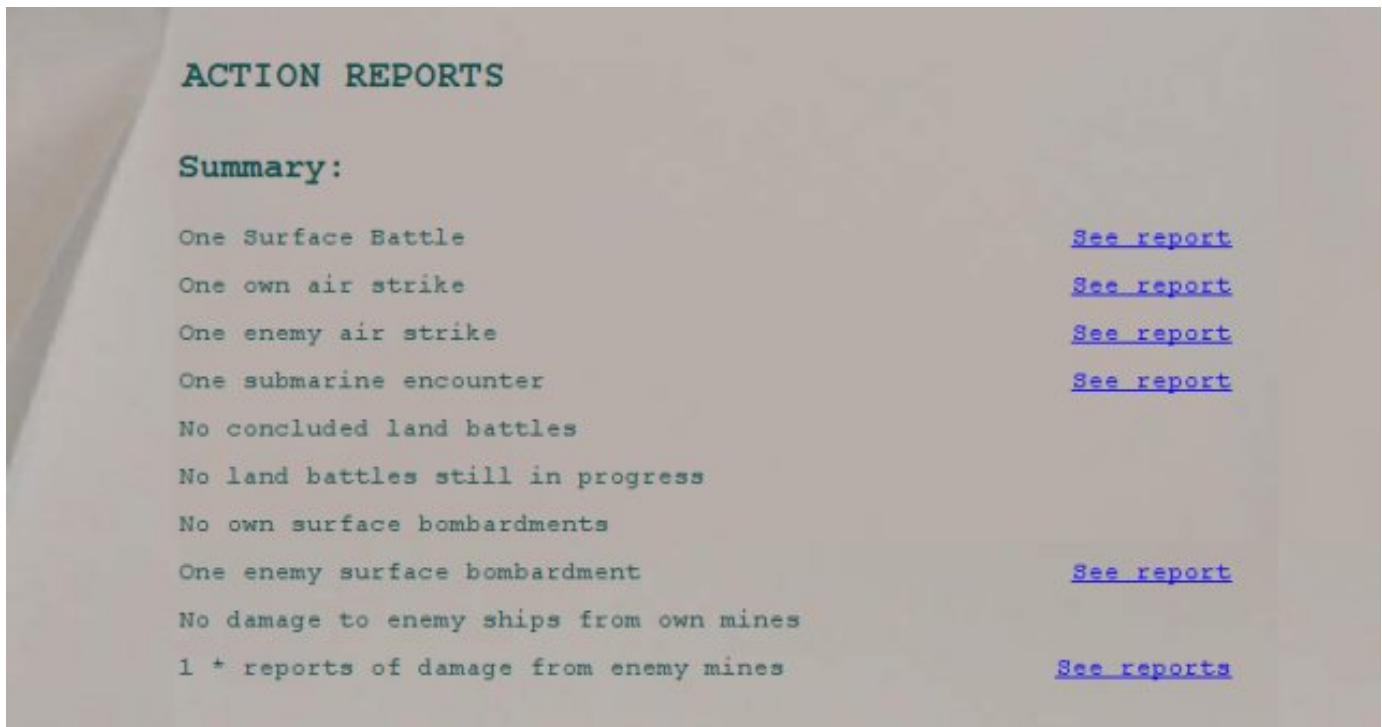 ACTION REPORTS
Summary:
One Surface Battle See report
One own air strike See report
One enemy air strike See report
One submarine encounter See report
No concluded land battles
No land battles still in progress
No own surface bombardments
One enemy surface bombardment See report
No damage to enemy ships from own mines
1 * reports of damage from enemy mines See reports